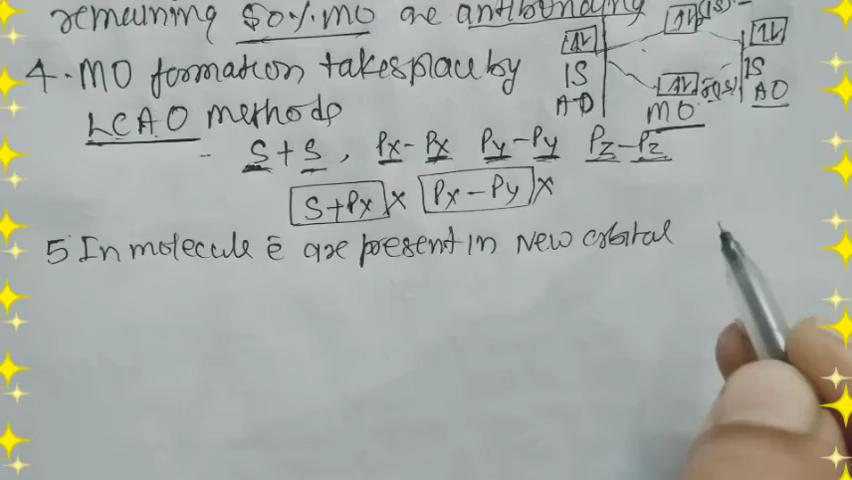 remaining 50% MO are antibonding
4. MO formation takes place by
LCAO methods
- S+S, Px-Px Py-Py Pz-Pz
S+Px x Px-Py x
5 In molecule ē are present in New orbital
1S
AO
MO
1S
AO